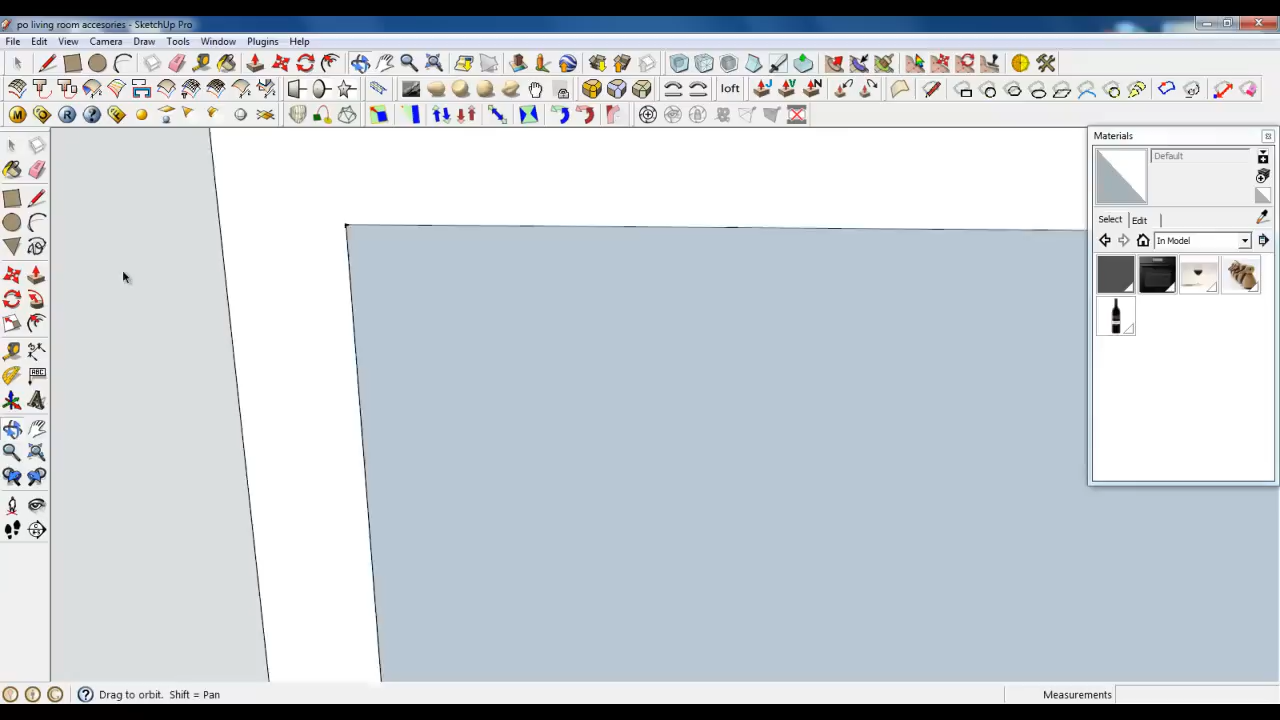 po living room accesories - SketchUp Pro
File Edit View Camera Draw Tools Window Plugins Help
loft
M R
Materials
Default
Select Edit
In Model
ABC
Drag to orbit. Shift = Pan
Measurements